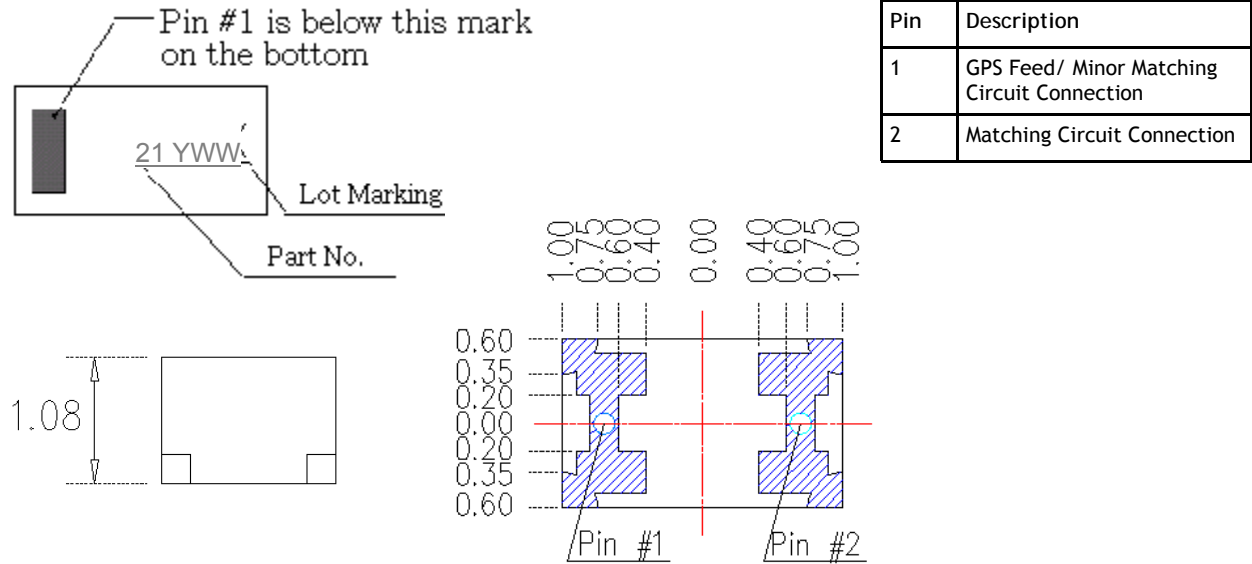 Pin #1 is below this mark
on the bottom
21 YWW
Lot Marking
Part No.
Pin Description
1 GPS Feed/ Minor Matching
Circuit Connection
2 Matching Circuit Connection
1.08
1.00 0.75 0.60 0.40 0.00 0.40 0.60 0.75 1.00
0.60
0.35
0.20
0.00
0.20
0.35
0.60
Pin #1 Pin #2